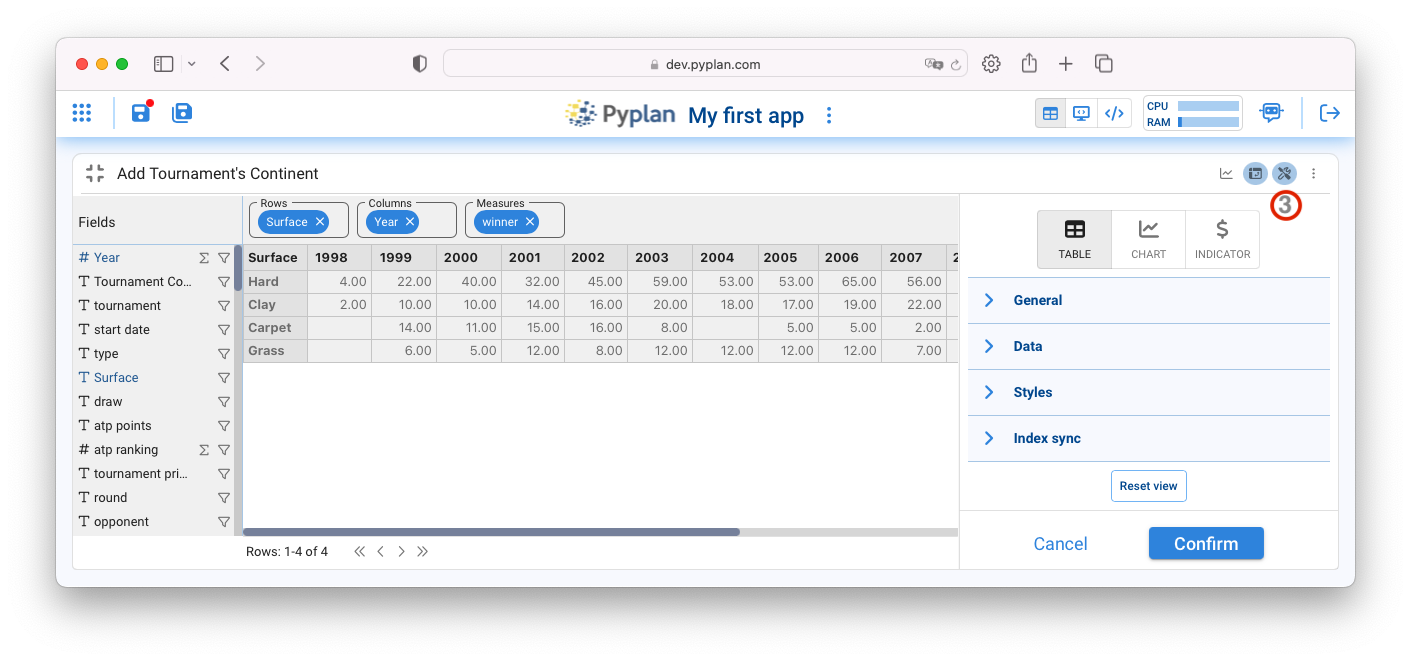 dev.pyplan.com
Pyplan My first app
CPU
RAM
Add Tournament's Continent
3
Fields
Rows Columns Measures
Surface Year winner
# Year
T Tournament Co...
T tournament
T start date
T type
T Surface
T draw
T atp points
# atp ranking
T tournament pri...
T round
T opponent
Surface 1998 1999 2000 2001 2002 2003 2004 2005 2006 2007 2
Hard 4.00 22.00 40.00 32.00 45.00 59.00 53.00 53.00 65.00 56.00
Clay 2.00 10.00 10.00 14.00 16.00 20.00 18.00 17.00 19.00 22.00
Carpet 14.00 11.00 15.00 16.00 8.00 5.00 5.00 2.00
Grass 6.00 5.00 12.00 8.00 12.00 12.00 12.00 12.00 7.00
Rows: 1-4 of 4
TABLE CHART INDICATOR
General
Data
Styles
Index sync
Reset view
Cancel Confirm